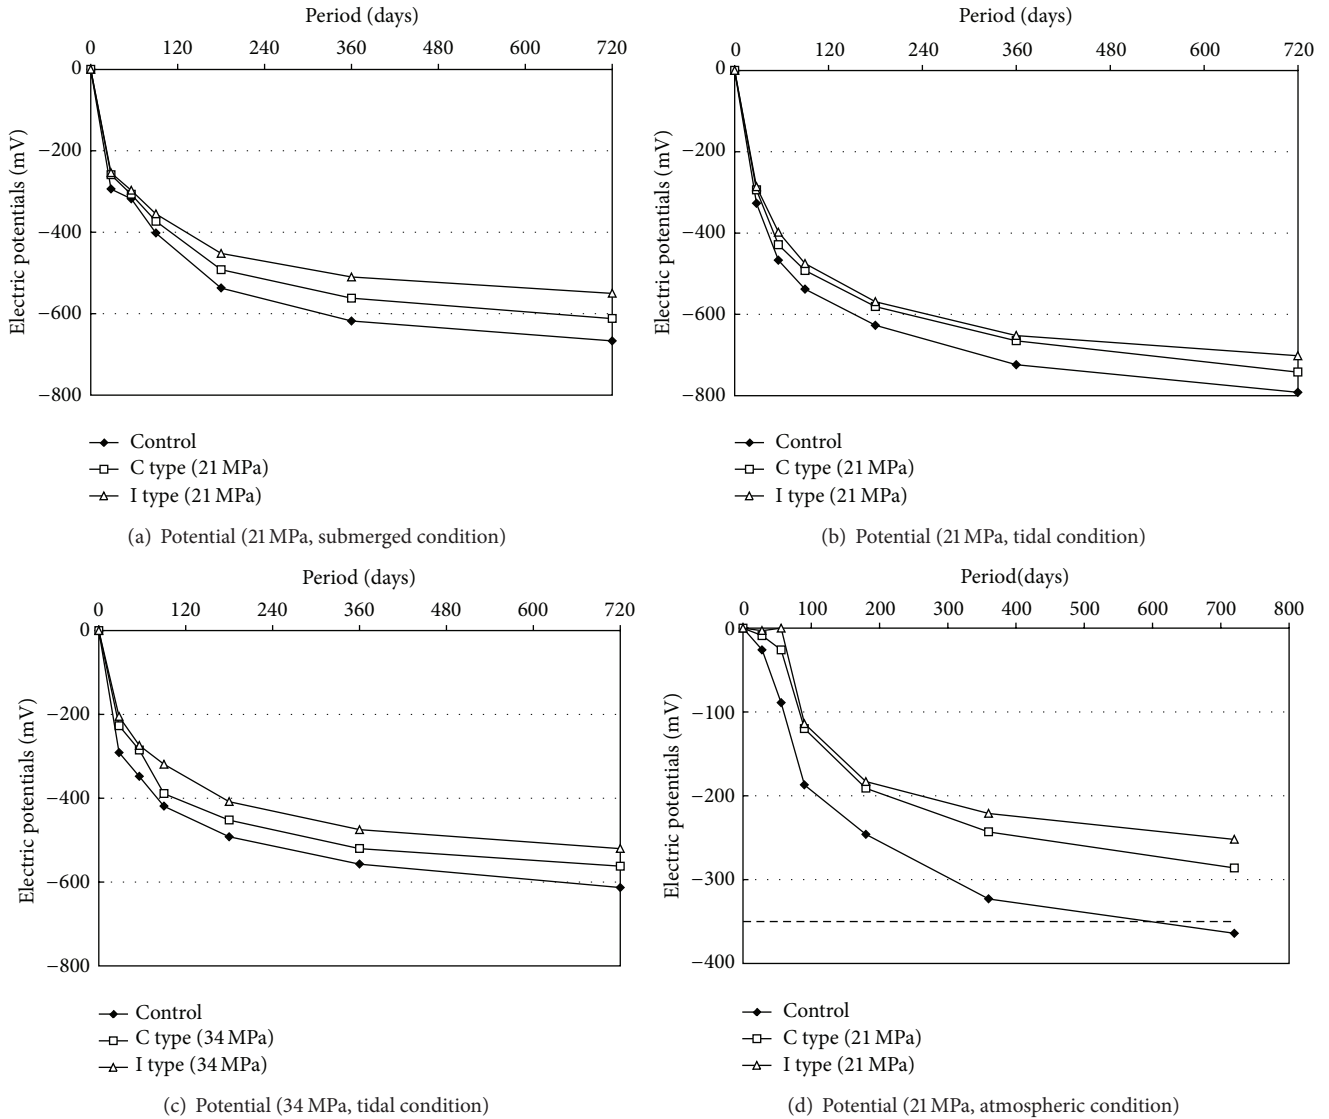 Period (days)
0 120 240 360 480 600 720
0
−200
−400
−600
−800
Electric potentials (mV)
Control
C type (21 MPa)
I type (21 MPa)
(a) Potential (21 MPa, submerged condition)
Period (days)
0 120 240 360 480 600 720
0
−200
−400
−600
−800
Electric potentials (mV)
Control
C type (21 MPa)
I type (21 MPa)
(b) Potential (21 MPa, tidal condition)
Period (days)
0 120 240 360 480 600 720
0
−200
−400
−600
−800
Electric potentials (mV)
Control
C type (34 MPa)
I type (34 MPa)
(c) Potential (34 MPa, tidal condition)
Period(days)
0 100 200 300 400 500 600 700 800
0
−100
−200
−300
−400
Electric potentials (mV)
Control
C type (21 MPa)
I type (21 MPa)
(d) Potential (21 MPa, atmospheric condition)